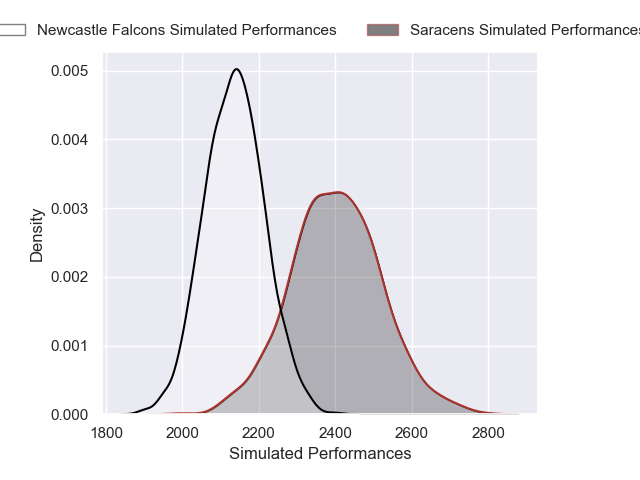 Newcastle Falcons Simulated Performances
Saracens Simulated Performances
0.005
0.004
0.003
0.002
0.001
0.000
Density
1800 2000 2200 2400 2600 2800
Simulated Performances